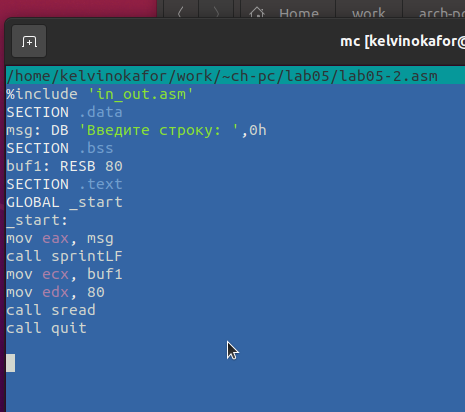 Home work arch-p
mc [kelvinokafor@
/home/kelvinokafor/work/~ch-pc/lab05/lab05-2.asm
%include 'in_out.asm'
SECTION .data
msg: DB 'Введите строку: ',0h
SECTION .bss
buf1: RESB 80
SECTION .text
GLOBAL _start
_start:
mov eax, msg
call sprintLF
mov ecx, buf1
mov edx, 80
call sread
call quit